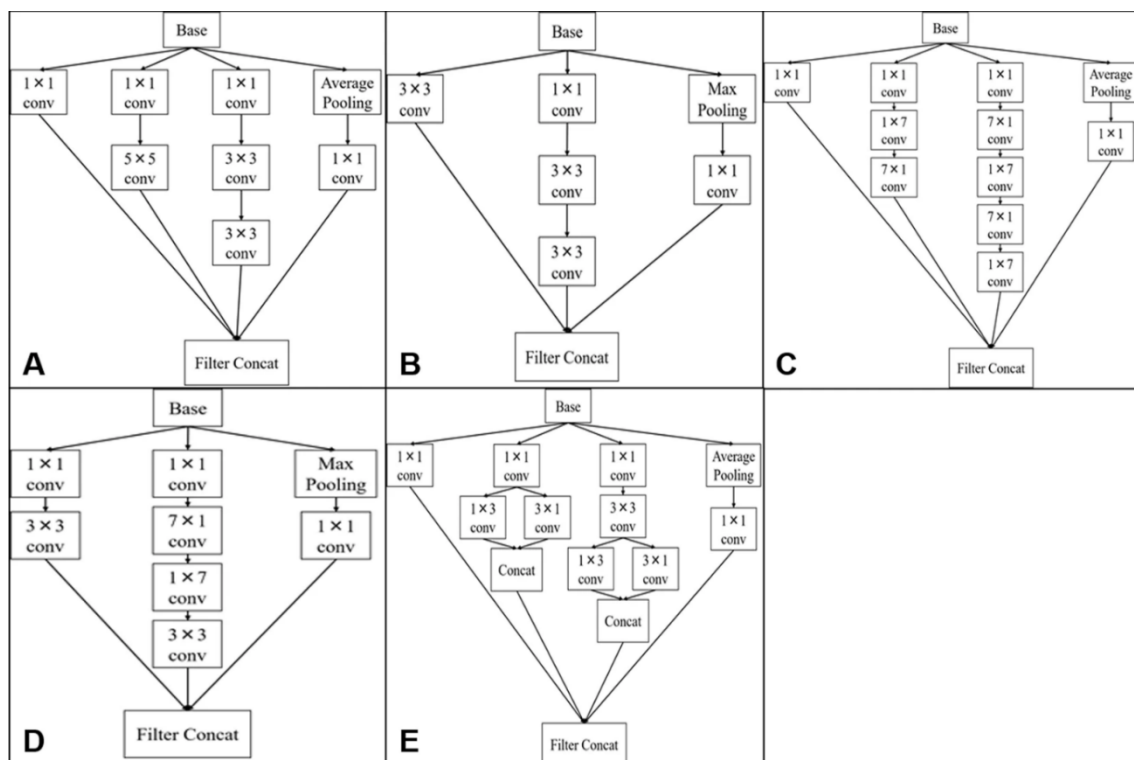 Base
1×1
conv
1×1
conv
1×1
conv
Average
Pooling
5×5
conv
3×3
conv
1×1
conv
3×3
conv
Filter Concat
A
Base
3×3
conv
1×1
conv
Max
Pooling
3×3
conv
1×1
conv
3×3
conv
Filter Concat
B
Base
1×1
conv
1×1
conv
1×1
conv
Average
Pooling
1×7
conv
7×1
conv
1×1
conv
7×1
conv
1×7
conv
7×1
conv
1×7
conv
Filter Concat
C
Base
1×1
conv
1×1
conv
Max
Pooling
3×3
conv
7×1
conv
1×1
conv
1×7
conv
3×3
conv
Filter Concat
D
Base
1×1
conv
1×1
conv
1×1
conv
Average
Pooling
1×3
conv
3×1
conv
3×3
conv
1×1
conv
Concat
1×3
conv
3×1
conv
Concat
Filter Concat
E